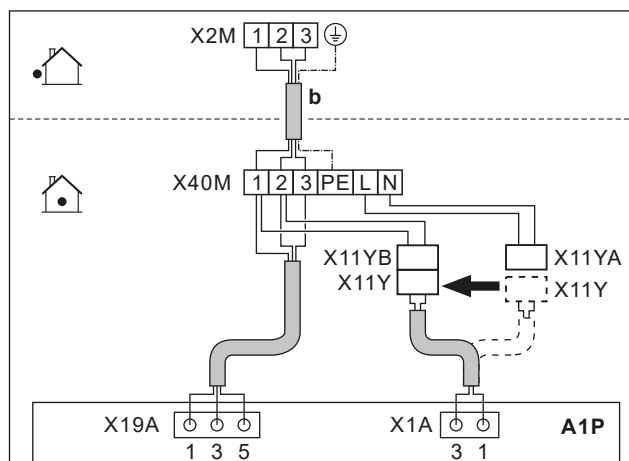 X2M 1 2 3
b
X40M 1 2 3 PE L N
X11YB X11YA
X11Y X11Y
X19A X1A A1P
1 3 5 3 1